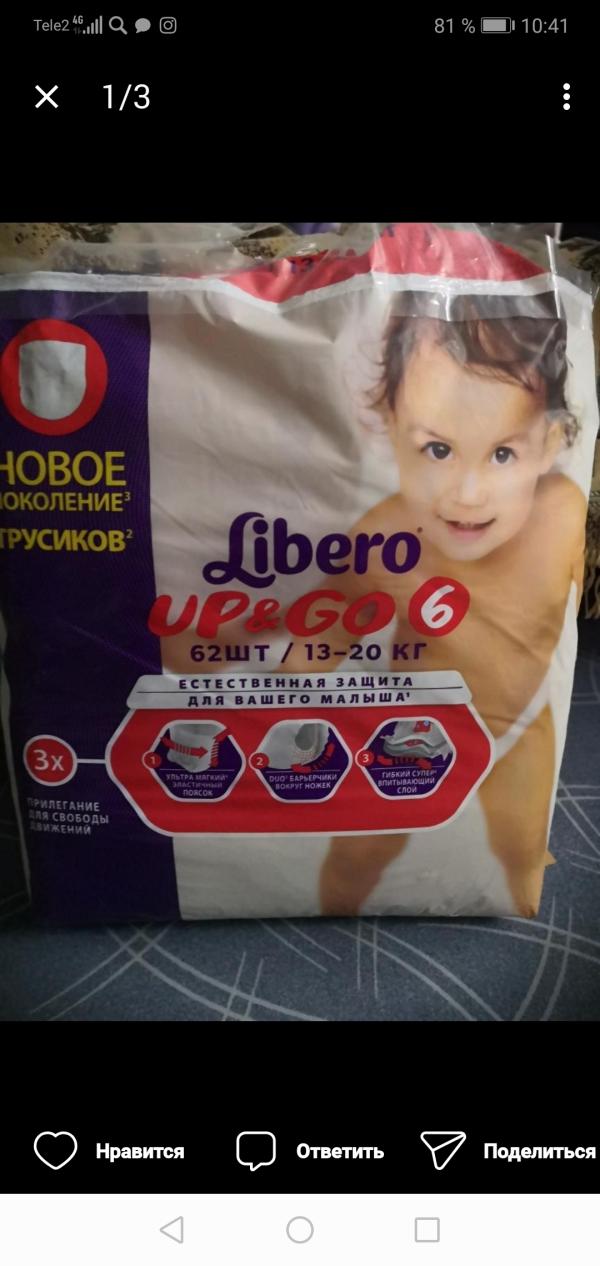 Tele2 4G 81 % 10:41
1/3
13
НОВОЕ
ПОКОЛЕНИЕ³
ТРУСИКОВ²
Libero
UP&GO 6
62ШТ / 13-20 КГ
ЕСТЕСТВЕННАЯ ЗАЩИТА
ДЛЯ ВАШЕГО МАЛЫША¹
3x
ПРИЛЕГАНИЕ
ДЛЯ СВОБОДЫ
ДВИЖЕНИЙ
1
УЛЬТРА МЯГКИЙ*
ЭЛАСТИЧНЫЙ
ПОЯСОК
2
DUO* БАРЬЕРЧИКИ
ВОКРУГ НОЖЕК
3
ГИБКИЙ СУПЕР*
ВПИТЫВАЮЩИЙ
СЛОЙ
Нравится Ответить Поделиться